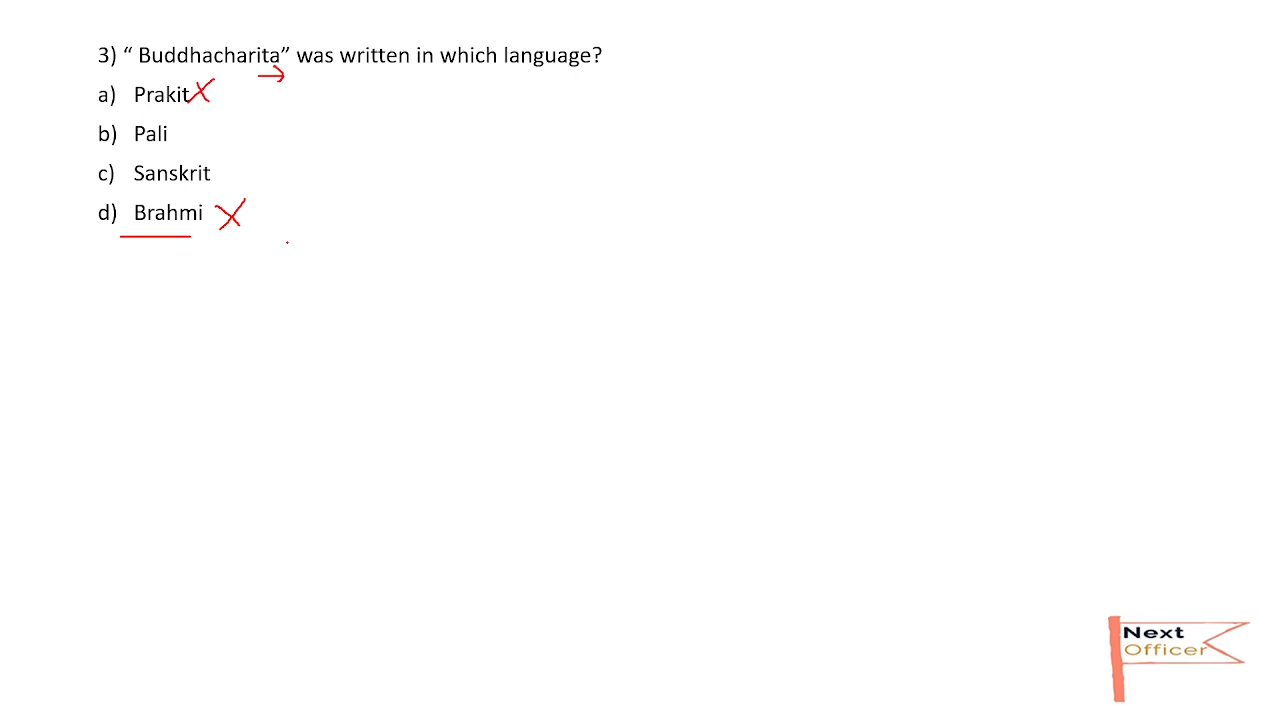 3) “ Buddhacharita” was written in which language?
a) Prakit
b) Pali
c) Sanskrit
d) Brahmi
Next
Officer